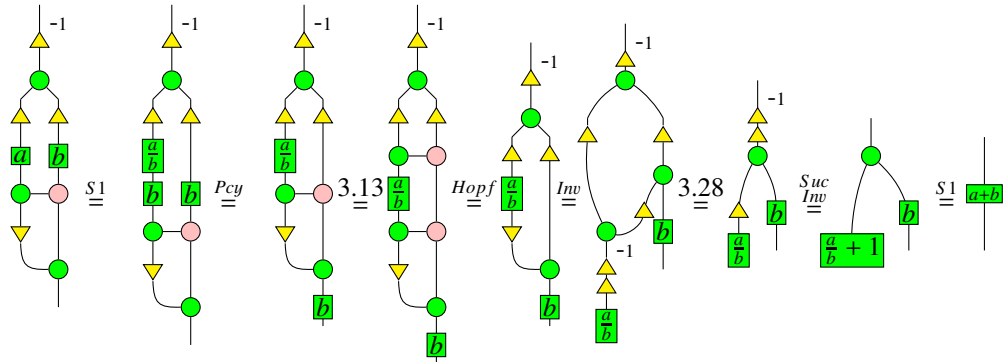 -1 -1 -1 -1 -1 -1 -1
a b S1 = a/b b b Pcy = a/b 3.13 = a/b Hopf = a/b Inv = 3.28 = Suc Inv = S1 = a+b
b -1 a/b b a/b + 1 b
b b a/b
b